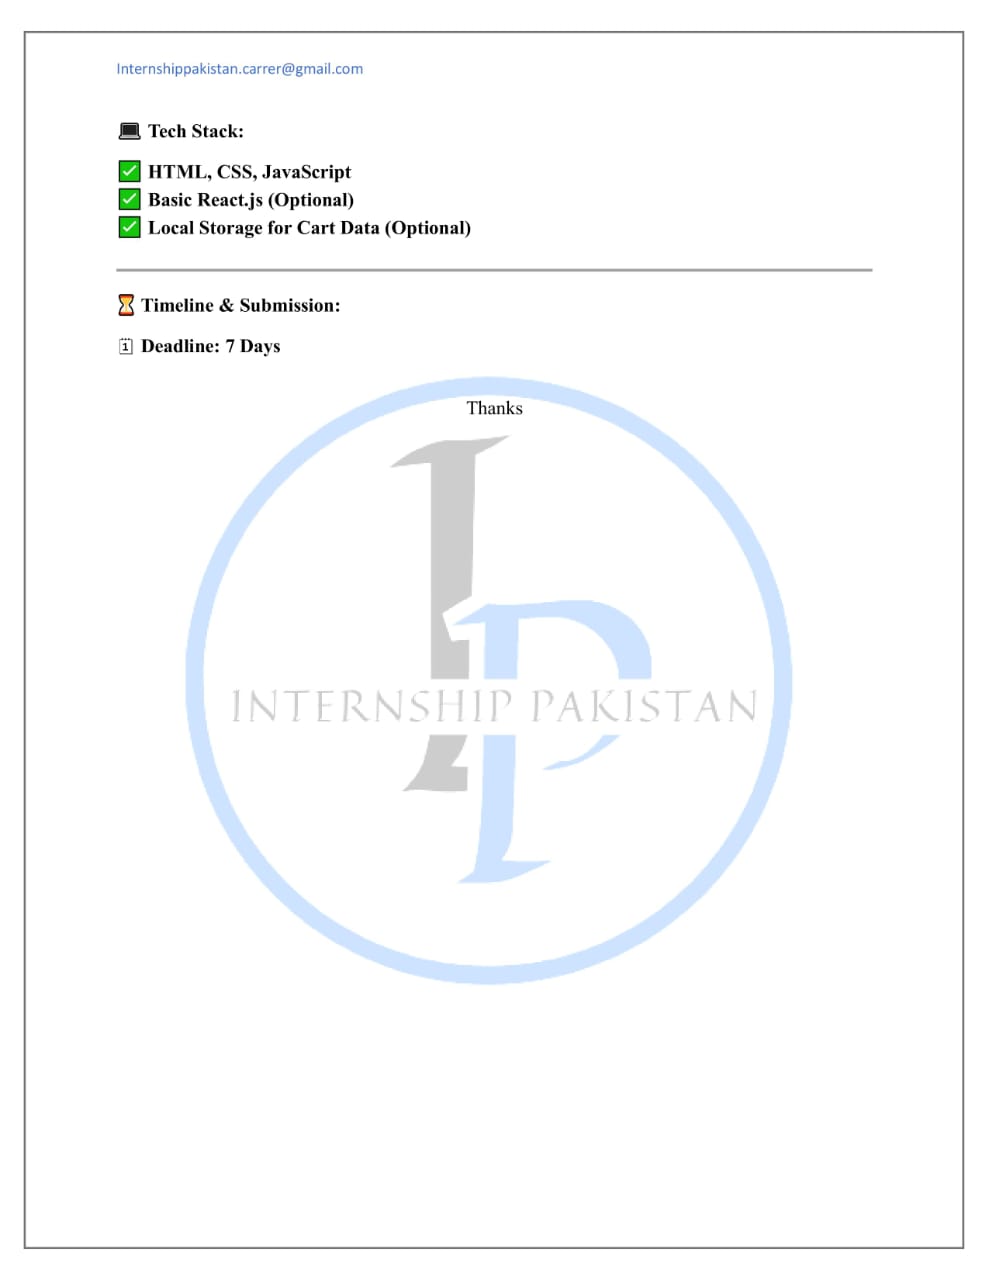 Internshippakistan.carrer@gmail.com
💻 Tech Stack:
✅ HTML, CSS, JavaScript
✅ Basic React.js (Optional)
✅ Local Storage for Cart Data (Optional)
⏳ Timeline & Submission:
🗓 Deadline: 7 Days
Thanks
IP
INTERNSHIP PAKISTAN